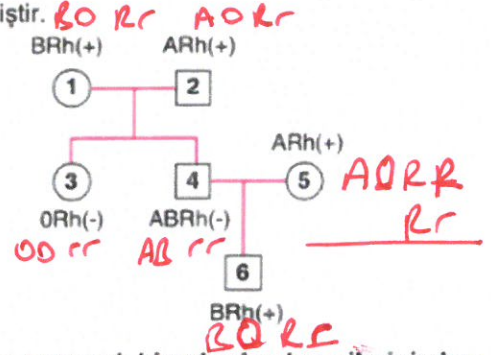 iştir. BO Rr AO Rr
BRh(+) ARh(+)
1 2
ARh(+)
3 4 5 AORR
0Rh(-) ABRh(-) Rr
OO rr AB rr
6
BRh(+)
BO Rr